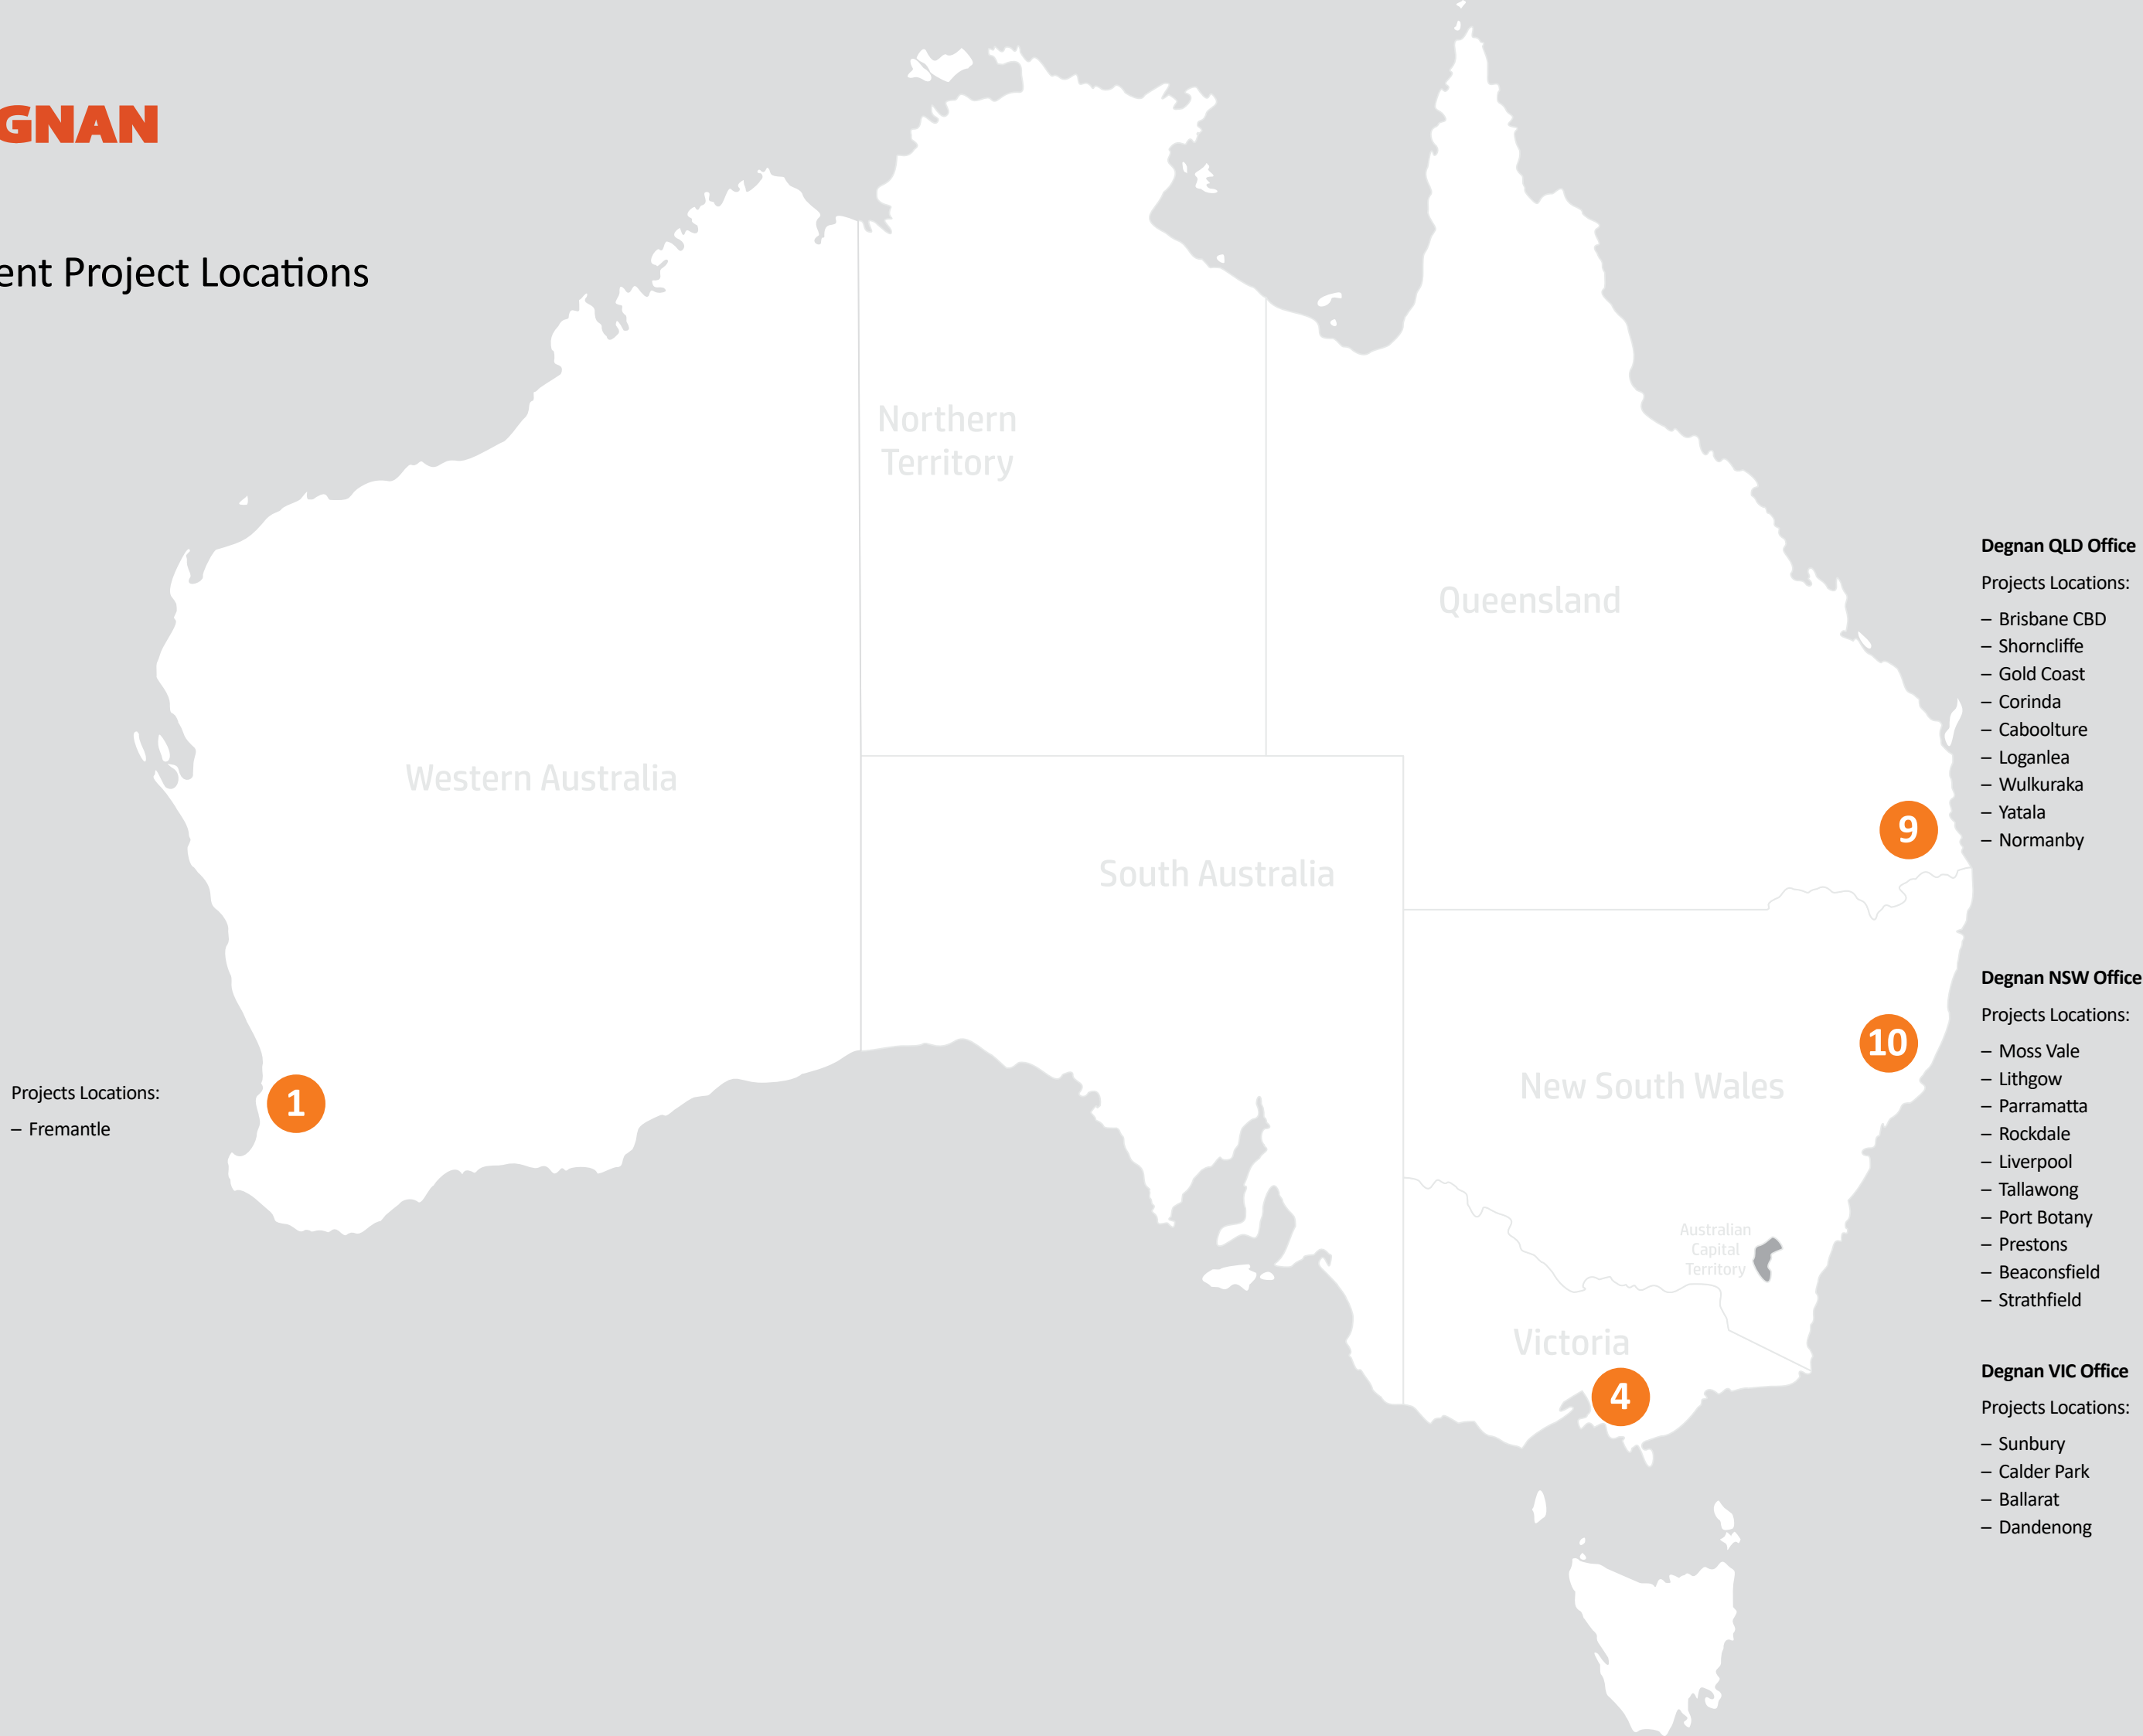 GNAN
ent Project Locations
Northern
Territory
Queensland
Western Australia
South Australia
New South Wales
Australian
Capital
Territory
Victoria
1
9
10
4
Projects Locations:
– Fremantle
Degnan QLD Office
Projects Locations:
– Brisbane CBD
– Shorncliffe
– Gold Coast
– Corinda
– Caboolture
– Loganlea
– Wulkuraka
– Yatala
– Normanby
Degnan NSW Office
Projects Locations:
– Moss Vale
– Lithgow
– Parramatta
– Rockdale
– Liverpool
– Tallawong
– Port Botany
– Prestons
– Beaconsfield
– Strathfield
Degnan VIC Office
Projects Locations:
– Sunbury
– Calder Park
– Ballarat
– Dandenong